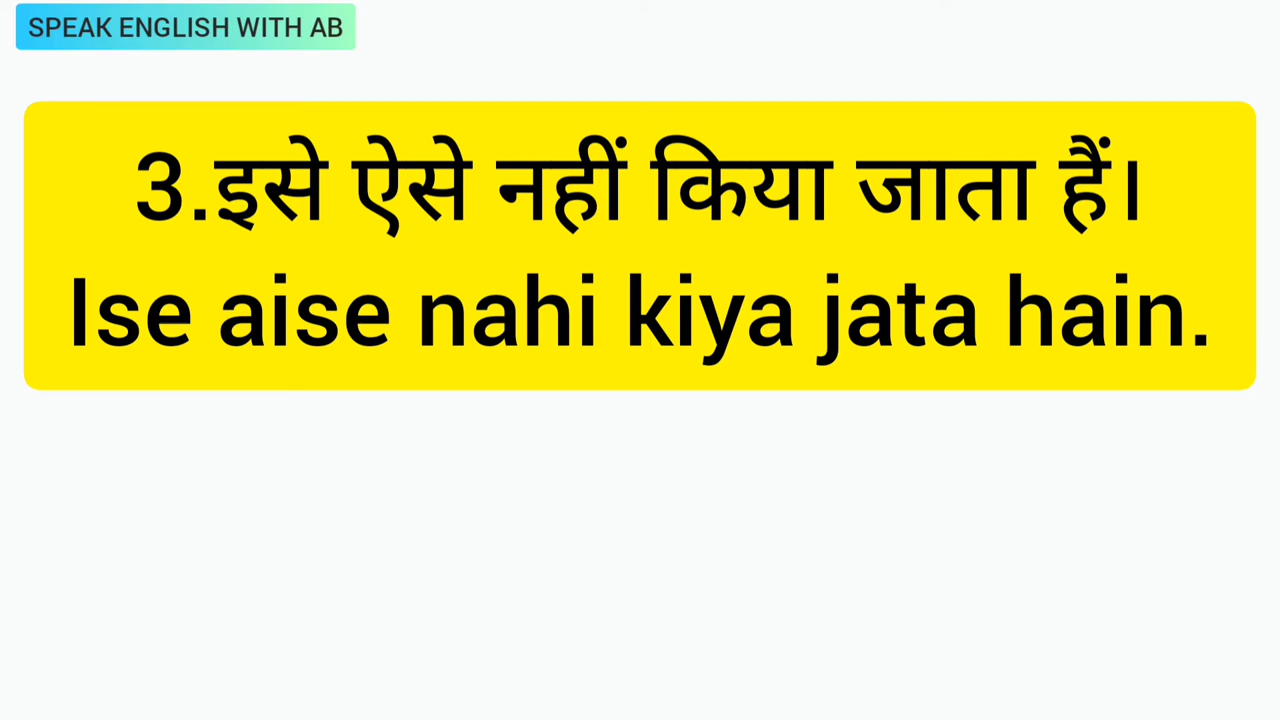 SPEAK ENGLISH WITH AB
3.इसे ऐसे नहीं किया जाता हैं।
Ise aise nahi kiya jata hain.